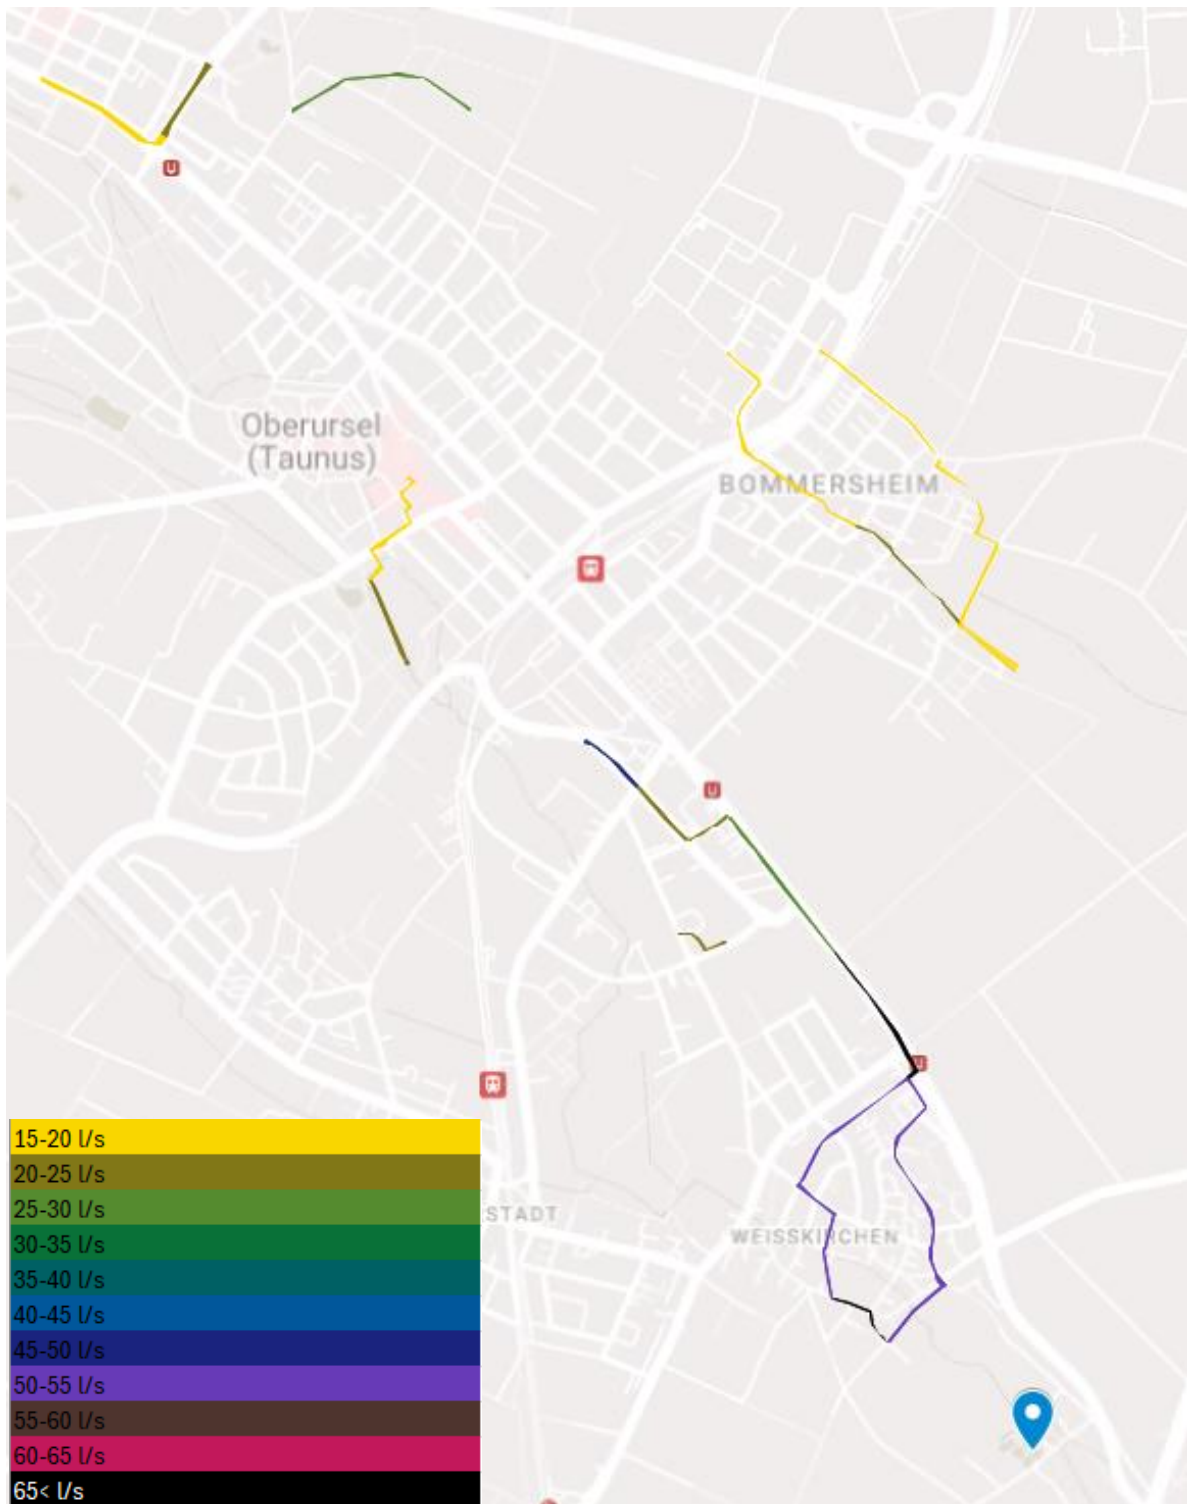 U
Oberursel
(Taunus)
BOMMERSHEIM
U
U
15-20 l/s
20-25 l/s
25-30 l/s
30-35 l/s
35-40 l/s
40-45 l/s
45-50 l/s
50-55 l/s
55-60 l/s
60-65 l/s
65< l/s
STADT
WEISSKIRCHEN